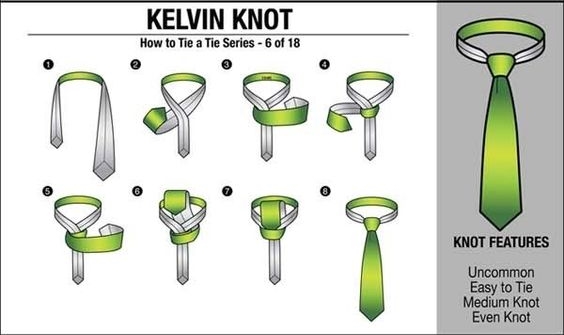 KELVIN KNOT
How to Tie a Tie Series - 6 of 18
1
2
3
4
5
6
7
8
KNOT FEATURES
Uncommon
Easy to Tie
Medium Knot
Even Knot